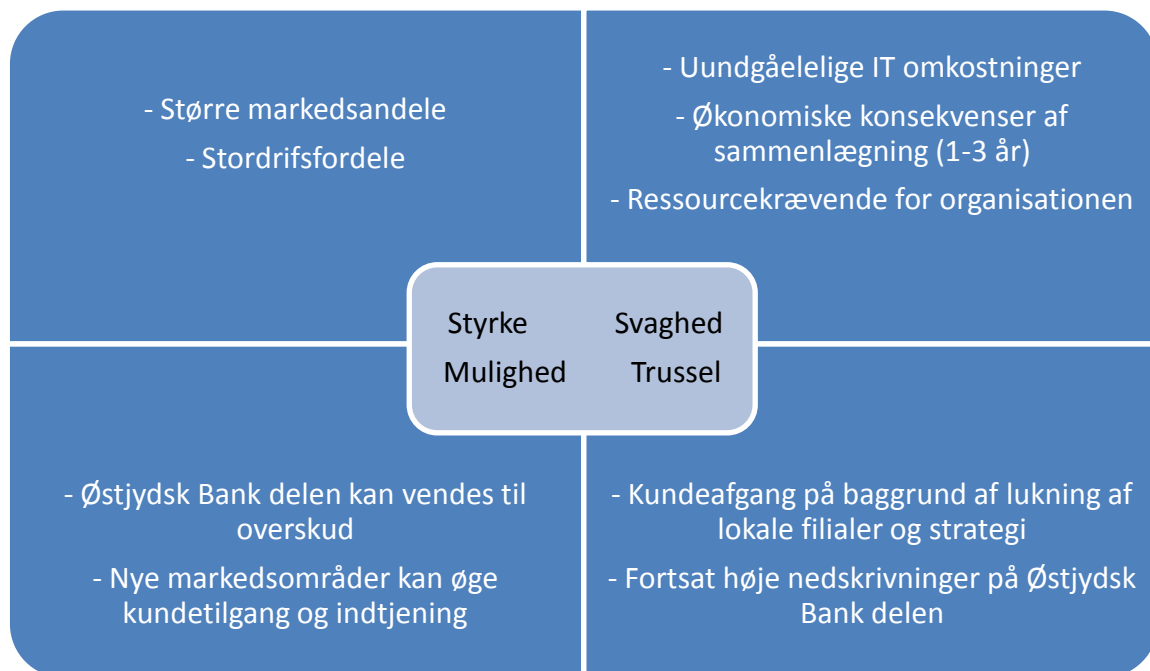 - Større markedsandele
- Stordrifsfordele
- Uundgåelelige IT omkostninger
- Økonomiske konsekvenser af
sammenlægning (1-3 år)
- Ressourcekrævende for organisationen
Styrke Svaghed
Mulighed Trussel
- Østjydsk Bank delen kan vendes til
overskud
- Nye markedsområder kan øge
kundetilgang og indtjening
- Kundeafgang på baggrund af lukning af
lokale filialer og strategi
- Fortsat høje nedskrivninger på Østjydsk
Bank delen